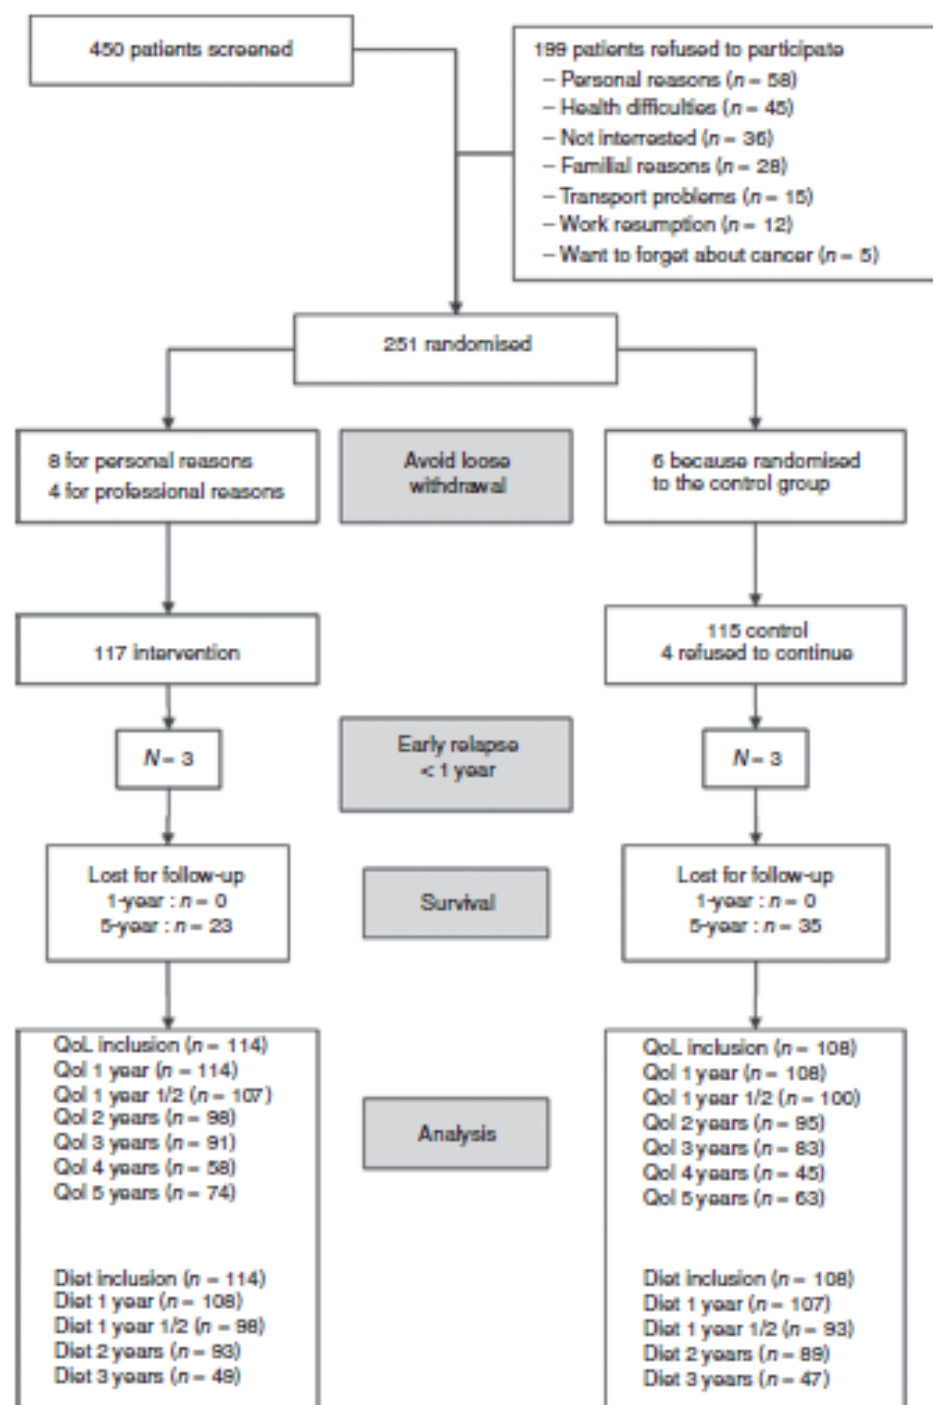 450 patients screened
199 patients refused to participate
– Personal reasons (n – 58)
– Health difficulties (n – 45)
– Not interrested (n – 36)
– Familial reasons (n – 28)
– Transport problems (n – 15)
– Work resumption (n – 12)
– Want to forget about cancer (n – 5)
251 randomised
8 for personal reasons
4 for professional reasons
Avoid loose
withdrawal
6 because randomised
to the control group
117 intervention
115 control
4 refused to continue
N – 3
Early relapse
< 1 year
N – 3
Lost for follow-up
1-year : n – 0
5-year : n – 23
Survival
Lost for follow-up
1-year : n – 0
5-year : n – 35
QoL inclusion (n – 114)
Qol 1 year (n – 114)
Qol 1 year 1/2 (n – 107)
Qol 2 years (n – 98)
Qol 3 years (n – 91)
Qol 4 years (n – 58)
Qol 5 years (n – 74)
Diet inclusion (n – 114)
Diet 1 year (n – 108)
Diet 1 year 1/2 (n – 98)
Diet 2 years (n – 93)
Diet 3 years (n – 49)
Analysis
QoL inclusion (n – 108)
Qol 1 year (n – 108)
Qol 1 year 1/2 (n – 100)
Qol 2 years (n – 95)
Qol 3 years (n – 83)
Qol 4 years (n – 45)
Qol 5 years (n – 63)
Diet inclusion (n – 108)
Diet 1 year (n – 107)
Diet 1 year 1/2 (n – 93)
Diet 2 years (n – 89)
Diet 3 years (n – 47)